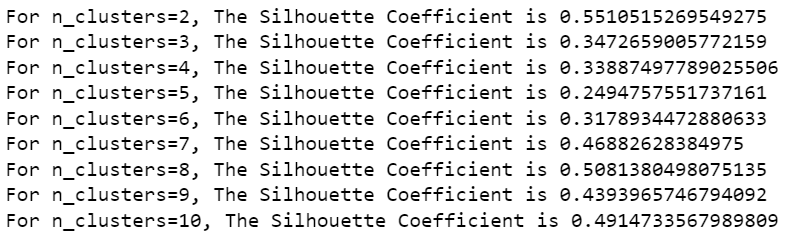 For n_clusters=2, The Silhouette Coefficient is 0.5510515269549275
For n_clusters=3, The Silhouette Coefficient is 0.3472659005772159
For n_clusters=4, The Silhouette Coefficient is 0.33887497789025506
For n_clusters=5, The Silhouette Coefficient is 0.2494757551737161
For n_clusters=6, The Silhouette Coefficient is 0.3178934472880633
For n_clusters=7, The Silhouette Coefficient is 0.46882628384975
For n_clusters=8, The Silhouette Coefficient is 0.5081380498075135
For n_clusters=9, The Silhouette Coefficient is 0.4393965746794092
For n_clusters=10, The Silhouette Coefficient is 0.4914733567989809